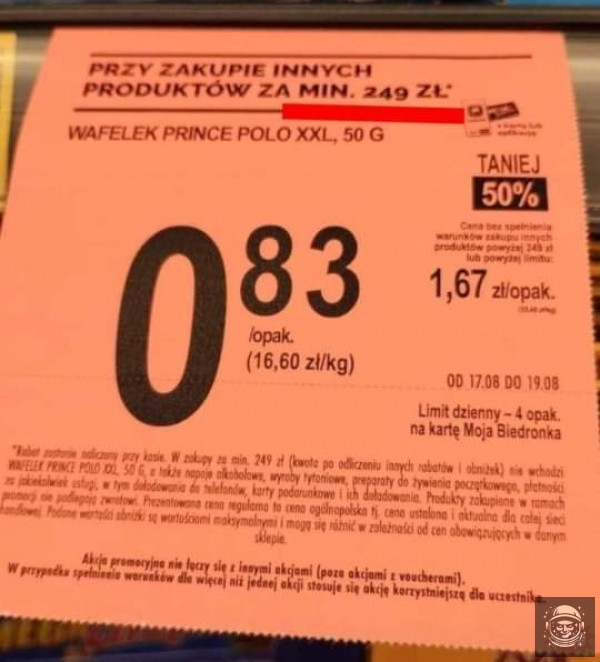 PRZY ZAKUPIE INNYCH
PRODUKTÓW ZA MIN. 249 ZŁ*
z kartą lub
aplikacją
WAFELEK PRINCE POLO XXL, 50 G
TANIEJ
50%
Cena bez spełnienia
warunków zakupu innych
produktów powyżej 249 zł
lub powyżej limitu:
1,67 zł/opak.
0 83
/opak.
(16,60 zł/kg)
OD 17.08 DO 19.08
Limit dzienny – 4 opak.
na kartę Moja Biedronka
*Rabat zostanie naliczony przy kasie. W zakupy za min. 249 zł (kwota po odliczeniu innych rabatów i obniżek) nie wchodzi
WAFELEK PRINCE POLO XXL, 50 G, a także napoje alkoholowe, wyroby tytoniowe, preparaty do żywienia początkowego, płatności
za jakiekolwiek usługi, w tym doładowania do telefonów, karty podarunkowe i ich doładowania. Produkty zakupione w ramach
promocji nie podlegają zwrotowi. Prezentowana cena regularna to cena ogólnopolska tj. cena ustalona i aktualna dla całej sieci
handlowej. Podane wartości obniżki są wartościami maksymalnymi i mogą się różnić w zależności od cen obowiązujących w danym
sklepie.
Akcja promocyjna nie łączy się z innymi akcjami (poza akcjami z voucherami).
W przypadku spełnienia warunków dla więcej niż jednej akcji stosuje się akcję korzystniejszą dla uczestnika.